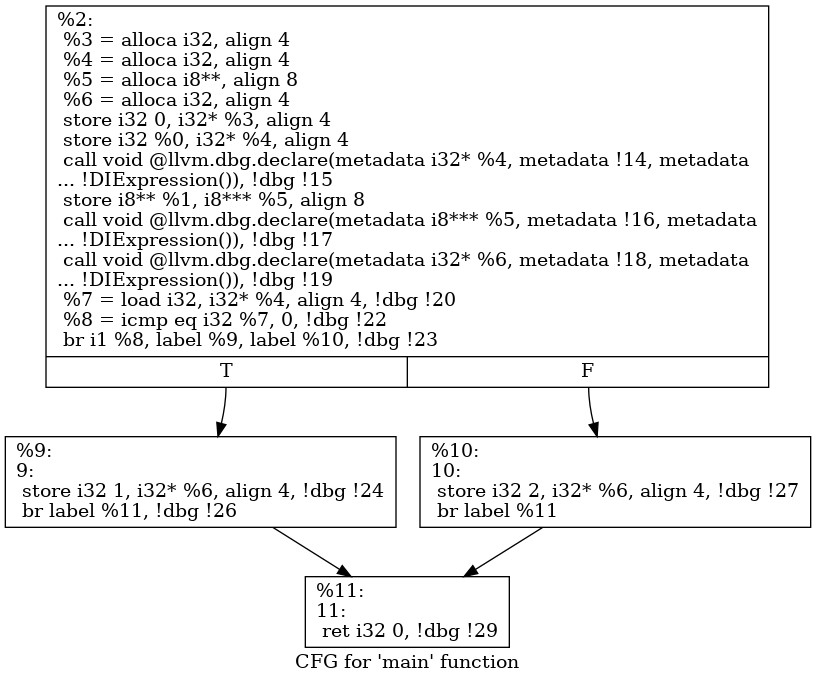 %2:
%3 = alloca i32, align 4
%4 = alloca i32, align 4
%5 = alloca i8**, align 8
%6 = alloca i32, align 4
store i32 0, i32* %3, align 4
store i32 %0, i32* %4, align 4
call void @llvm.dbg.declare(metadata i32* %4, metadata !14, metadata
... !DIExpression()), !dbg !15
store i8** %1, i8*** %5, align 8
call void @llvm.dbg.declare(metadata i8*** %5, metadata !16, metadata
... !DIExpression()), !dbg !17
call void @llvm.dbg.declare(metadata i32* %6, metadata !18, metadata
... !DIExpression()), !dbg !19
%7 = load i32, i32* %4, align 4, !dbg !20
%8 = icmp eq i32 %7, 0, !dbg !22
br i1 %8, label %9, label %10, !dbg !23
T
F
%9:
9:
store i32 1, i32* %6, align 4, !dbg !24
br label %11, !dbg !26
%10:
10:
store i32 2, i32* %6, align 4, !dbg !27
br label %11
%11:
11:
ret i32 0, !dbg !29
CFG for 'main' function